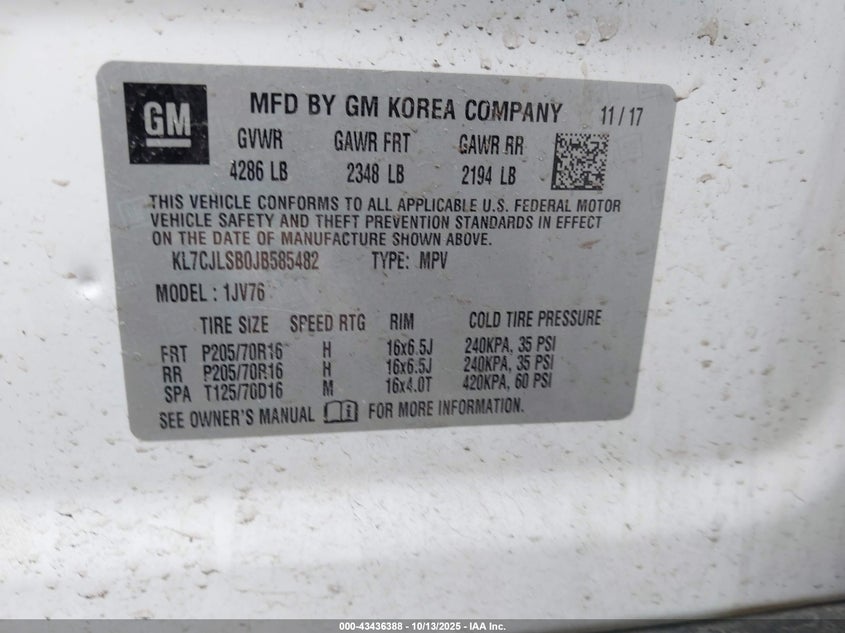 GM
MFD BY GM KOREA COMPANY 11/17
GVWR GAWR FRT GAWR RR
4286 LB 2348 LB 2194 LB
THIS VEHICLE CONFORMS TO ALL APPLICABLE U.S. FEDERAL MOTOR
VEHICLE SAFETY AND THEFT PREVENTION STANDARDS IN EFFECT
ON THE DATE OF MANUFACTURE SHOWN ABOVE.
KL7CJLSB0JB585482 TYPE: MPV
MODEL : 1JV76
TIRE SIZE SPEED RTG RIM COLD TIRE PRESSURE
FRT P205/70R16 H 16x6.5J 240KPA, 35 PSI
RR P205/70R16 H 16x6.5J 240KPA, 35 PSI
SPA T125/70D16 M 16x4.0T 420KPA, 60 PSI
SEE OWNER'S MANUAL FOR MORE INFORMATION.
000-43436388 - 10/13/2025 - IAA Inc.